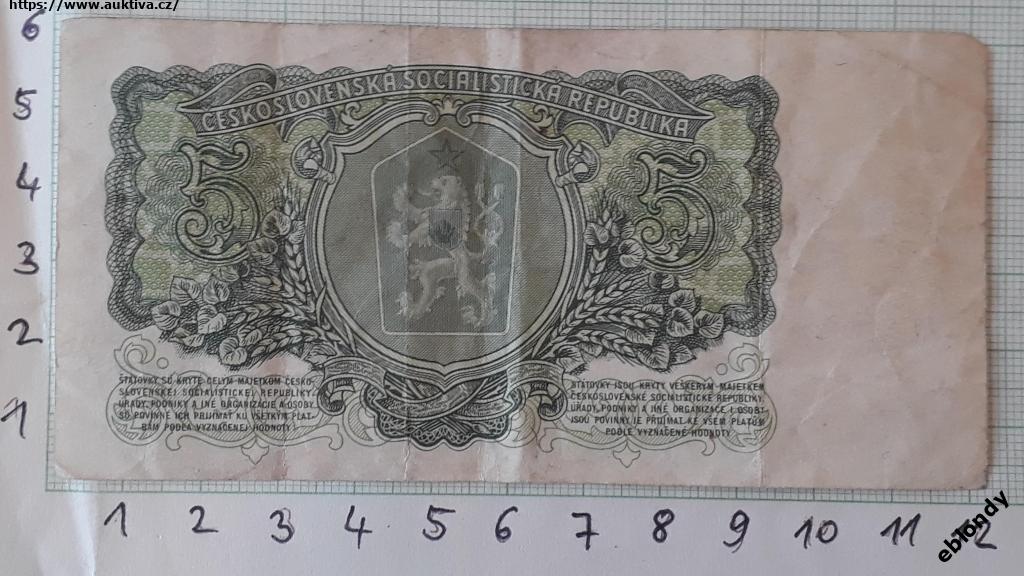 https://www.auktiva.cz/
6
5
4
3
2
1
ČESKOSLOVENSKÁ SOCIALISTICKÁ REPUBLIKA
5
5
ŠTÁTOVKY SÚ KRYTÉ CELÝM MAJETKOM ČESKO-
SLOVENSKEJ SOCIALISTICKEJ REPUBLIKY.
ÚRADY, PODNIKY A INÉ ORGANIZÁCIE A OSOBY
SÚ POVINNÉ ICH PRIJÍMAŤ KU VŠETKÝM PLAT-
BÁM PODĽA VYZNAČENEJ HODNOTY
STÁTOVKY JSOU KRYTY VEŠKERÝM MAJETKEM
ČESKOSLOVENSKÉ SOCIALISTICKÉ REPUBLIKY.
ÚŘADY, PODNIKY A JINÉ ORGANIZACE I OSOBY
JSOU POVINNY JE PŘIJÍMAT KE VŠEM PLATBÁM
PODLE VYZNAČENÉ HODNOTY
1 2 3 4 5 6 7 8 9 10 11 12
eblondy